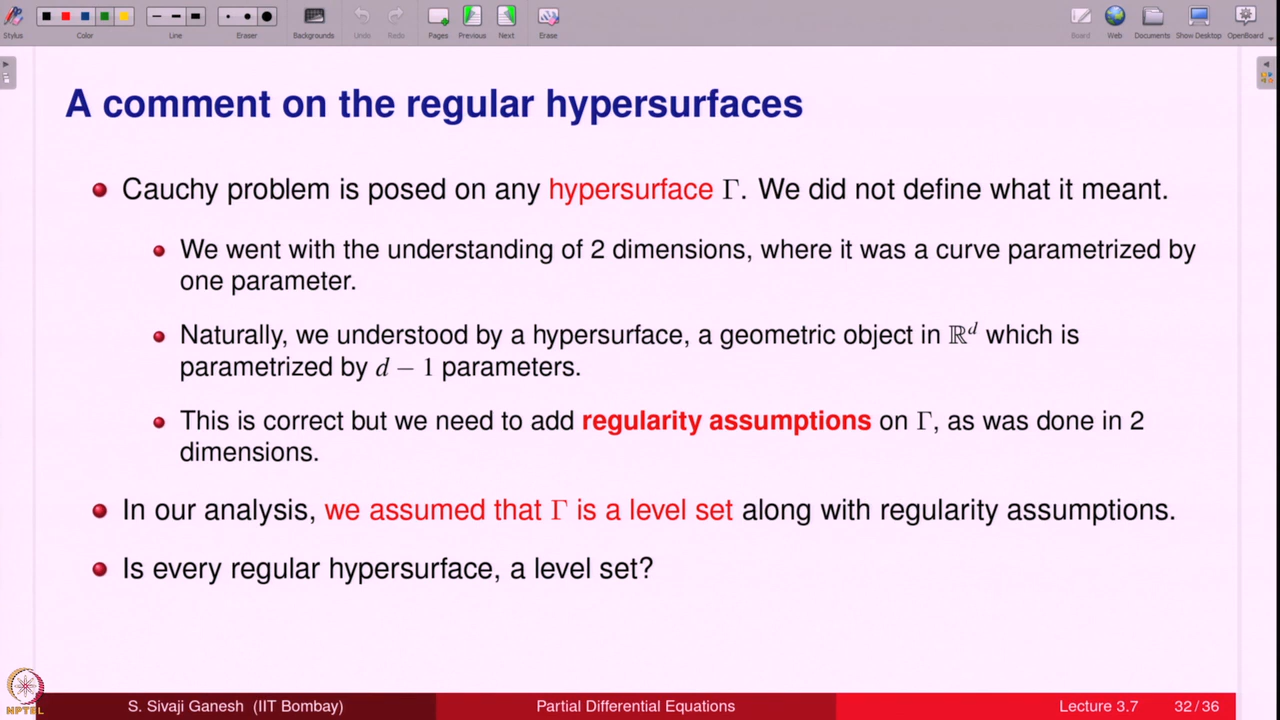 Stylus
Color
Line
Eraser
Backgrounds
Undo
Redo
Pages
Previous
Next
Erase
Board
Web
Documents
Show Desktop
OpenBoard
A comment on the regular hypersurfaces
Cauchy problem is posed on any hypersurface Γ. We did not define what it meant.
We went with the understanding of 2 dimensions, where it was a curve parametrized by
one parameter.
Naturally, we understood by a hypersurface, a geometric object in ℝ^d which is
parametrized by d − 1 parameters.
This is correct but we need to add regularity assumptions on Γ, as was done in 2
dimensions.
In our analysis, we assumed that Γ is a level set along with regularity assumptions.
Is every regular hypersurface, a level set?
NPTEL
S. Sivaji Ganesh (IIT Bombay)
Partial Differential Equations
Lecture 3.7
32/36